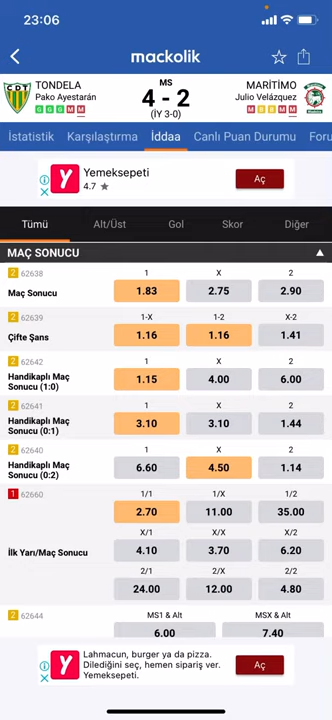 23:06
mackolik
CDT
TONDELA
Pako Ayestarán
G G G M M
MS
4 - 2
(İY 3-0)
MARİTİMO
Julio Velázquez
M B B M M
İstatistik Karşılaştırma İddaa Canlı Puan Durumu Foru
Yemeksepeti
4.7 ★
Aç
Tümü Alt/Üst Gol Skor Diğer
MAÇ SONUCU
2 62638 1 X 2
Maç Sonucu 1.83 2.75 2.90
2 62639 1-X 1-2 X-2
Çifte Şans 1.16 1.16 1.41
2 62642 1 X 2
Handikaplı Maç Sonucu (1:0) 1.15 4.00 6.00
2 62641 1 X 2
Handikaplı Maç Sonucu (0:1) 3.10 3.10 1.44
2 62640 1 X 2
Handikaplı Maç Sonucu (0:2) 6.60 4.50 1.14
1 62660 1/1 1/X 1/2
2.70 11.00 35.00
X/1 X/X X/2
İlk Yarı/Maç Sonucu 4.10 3.70 6.20
2/1 2/X 2/2
24.00 12.00 4.80
2 62644 MS1 & Alt MSX & Alt
6.00 7.40
Lahmacun, burger ya da pizza.
Dilediğini seç, hemen sipariş ver.
Yemeksepeti.
Aç